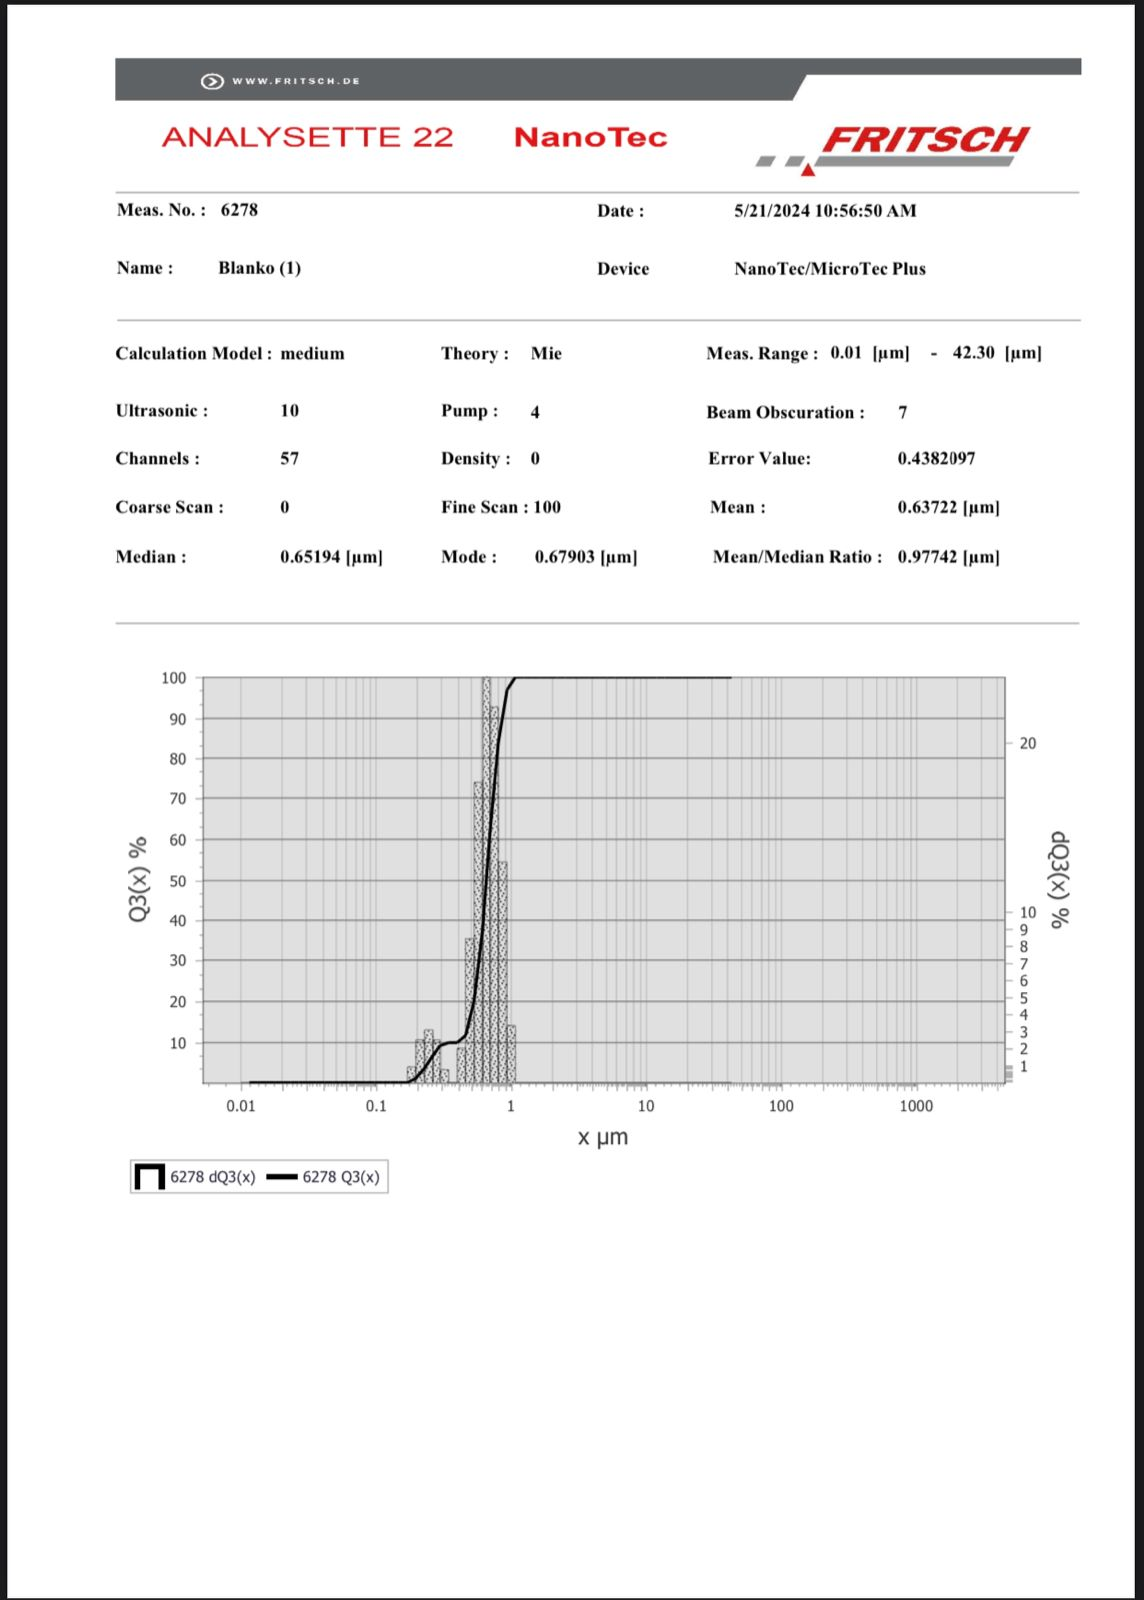 WWW.FRITSCH.DE
ANALYSETTE 22 NanoTec FRITSCH
Meas. No. : 6278 Date : 5/21/2024 10:56:50 AM
Name : Blanko (1) Device NanoTec/MicroTec Plus
Calculation Model : medium Theory : Mie Meas. Range : 0.01 [µm] - 42.30 [µm]
Ultrasonic : 10 Pump : 4 Beam Obscuration : 7
Channels : 57 Density : 0 Error Value: 0.4382097
Coarse Scan : 0 Fine Scan : 100 Mean : 0.63722 [µm]
Median : 0.65194 [µm] Mode : 0.67903 [µm] Mean/Median Ratio : 0.97742 [µm]
Q3(x) %
100
90
80
70
60
50
40
30
20
10
20
10
9
8
7
6
5
4
3
2
1
dQ3(x) %
0.01 0.1 1 10 100 1000
x µm
6278 dQ3(x) 6278 Q3(x)